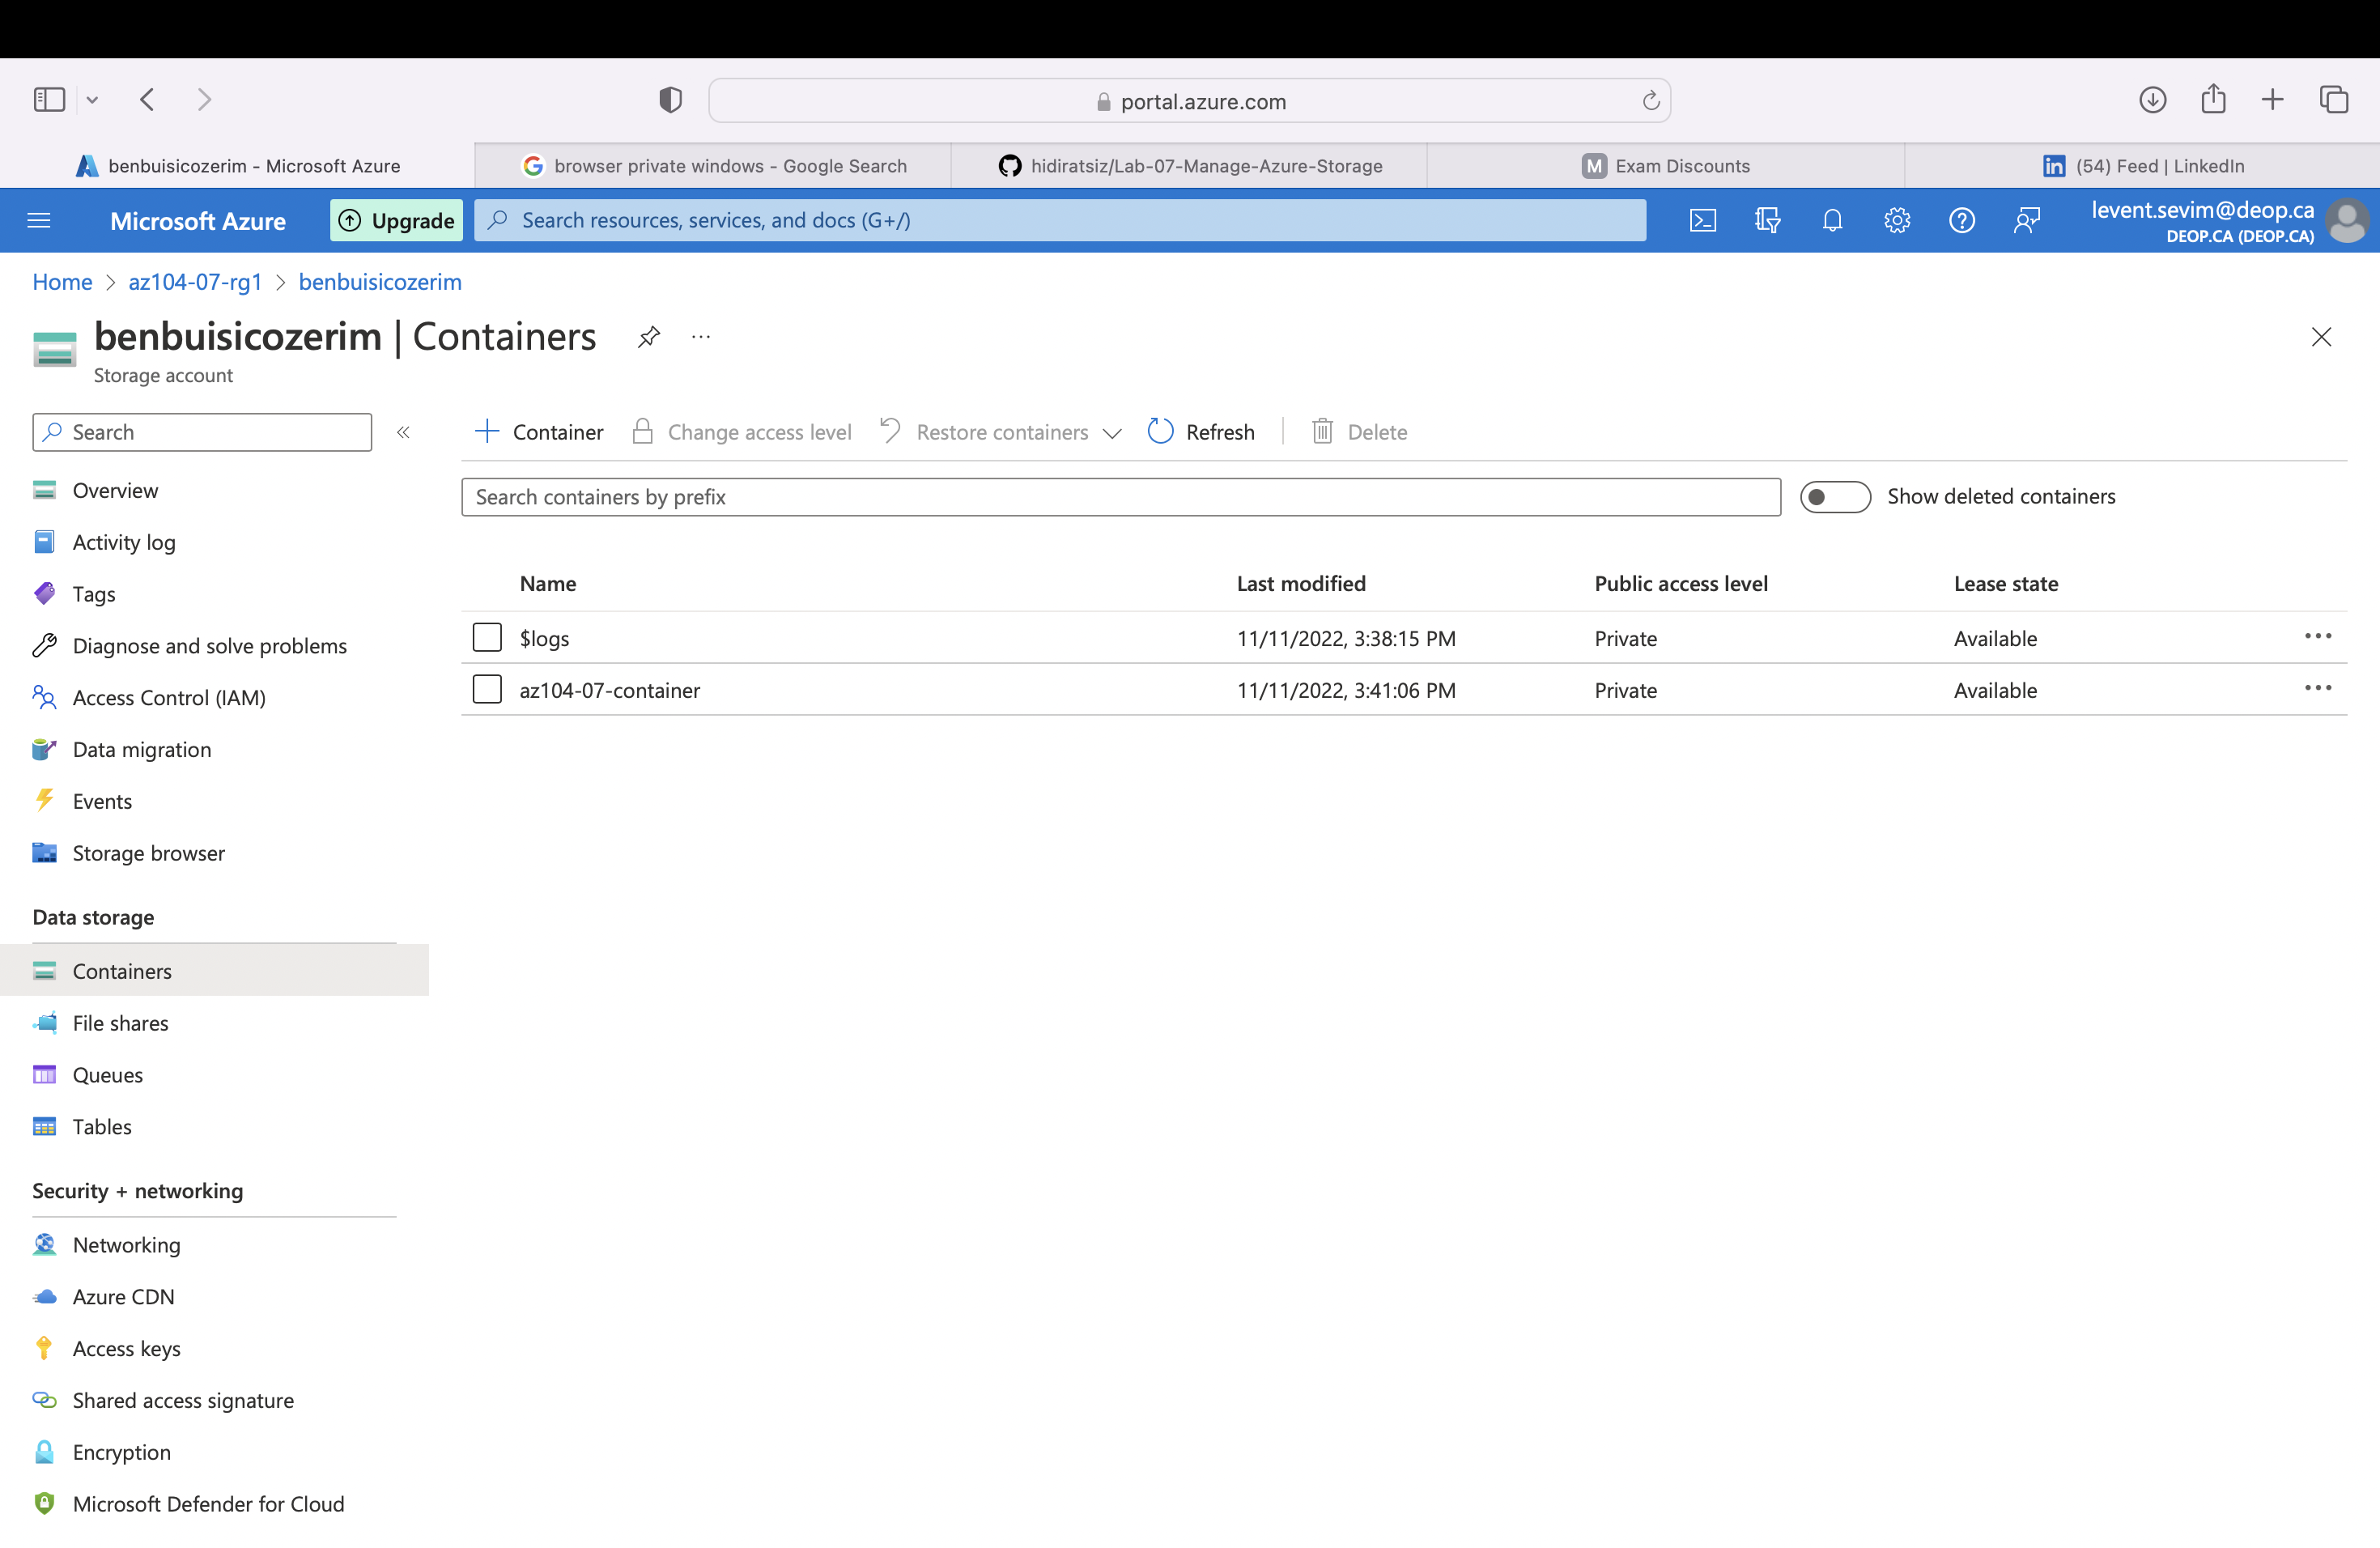 portal.azure.com
benbuisicozerim - Microsoft Azure
browser private windows - Google Search
hidiratsiz/Lab-07-Manage-Azure-Storage
M Exam Discounts
in (54) Feed | LinkedIn
Microsoft Azure
Upgrade
Search resources, services, and docs (G+/)
levent.sevim@deop.ca
DEOP.CA (DEOP.CA)
Home > az104-07-rg1 > benbuisicozerim
benbuisicozerim | Containers
Storage account
Search
Container
Change access level
Restore containers
Refresh
Delete
Search containers by prefix
Show deleted containers
Name Last modified Public access level Lease state
$logs 11/11/2022, 3:38:15 PM Private Available
az104-07-container 11/11/2022, 3:41:06 PM Private Available
Overview
Activity log
Tags
Diagnose and solve problems
Access Control (IAM)
Data migration
Events
Storage browser
Data storage
Containers
File shares
Queues
Tables
Security + networking
Networking
Azure CDN
Access keys
Shared access signature
Encryption
Microsoft Defender for Cloud